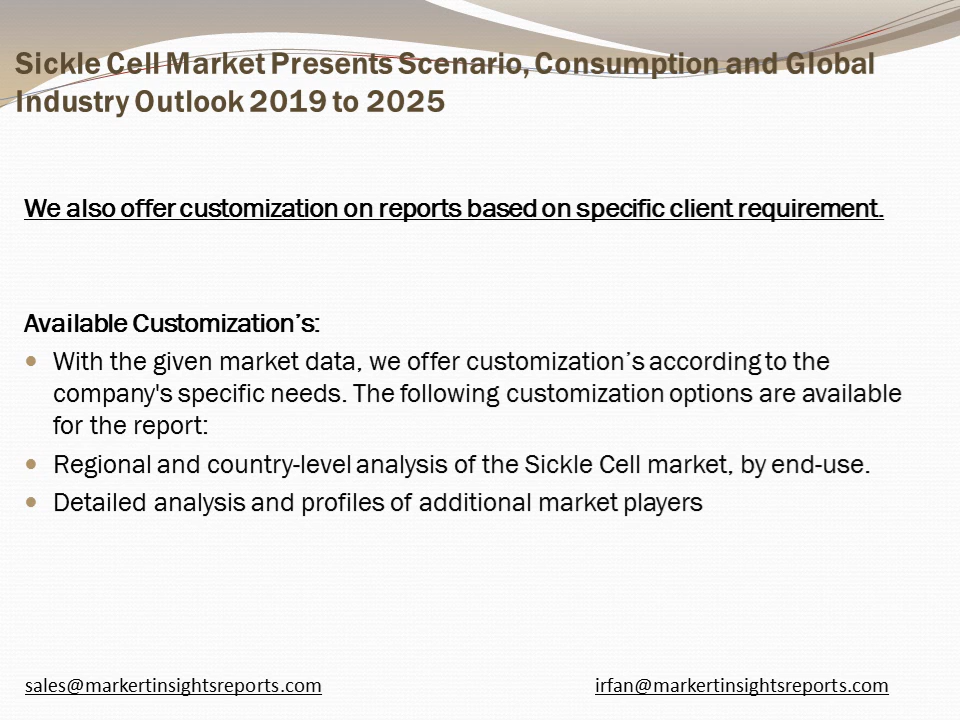 Sickle Cell Market Presents Scenario, Consumption and Global
Industry Outlook 2019 to 2025
We also offer customization on reports based on specific client requirement.
Available Customization’s:
With the given market data, we offer customization’s according to the
company's specific needs. The following customization options are available
for the report:
Regional and country-level analysis of the Sickle Cell market, by end-use.
Detailed analysis and profiles of additional market players
sales@markertinsightsreports.com
irfan@markertinsightsreports.com